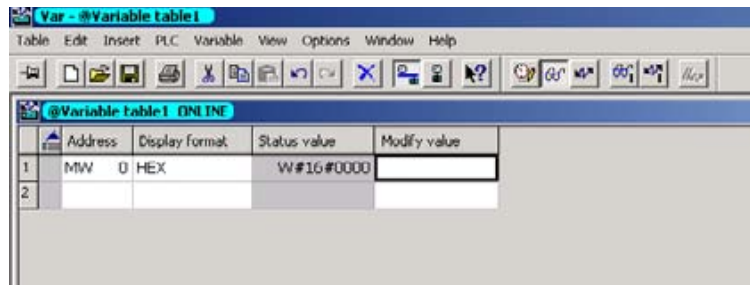 Var - @Variable table1
Table Edit Insert PLC Variable View Options Window Help
@Variable table1 ONLINE
Address Display format Status value Modify value
1 MW 0 HEX W#16#0000
2